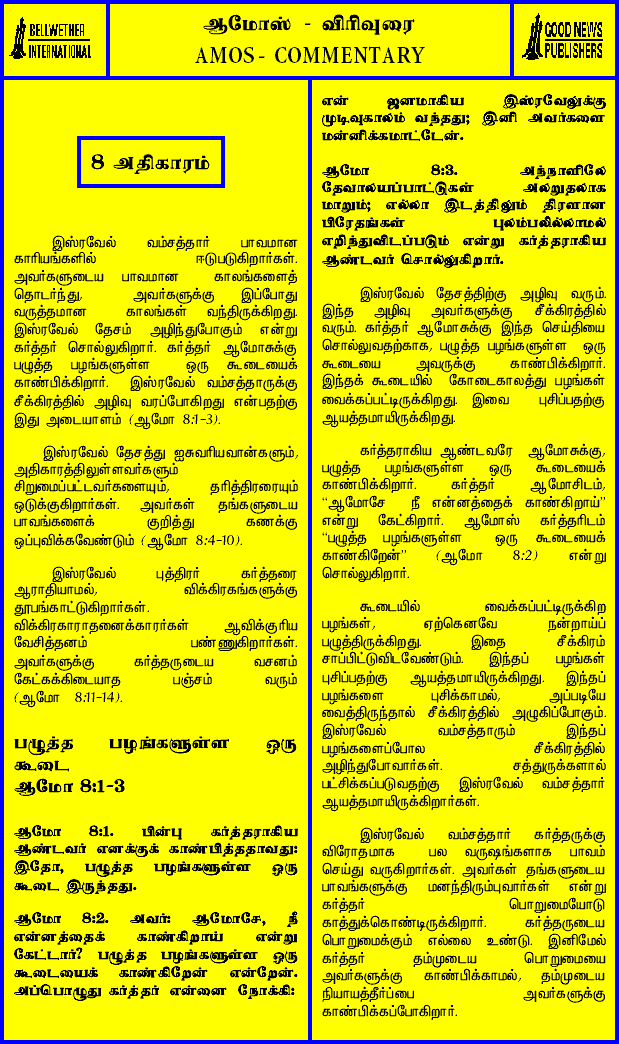 BELLWETHER
INTERNATIONAL
ஆமோஸ் - விரிவுரை
AMOS - COMMENTARY
GOOD NEWS
PUBLISHERS
8 அதிகாரம்
இஸ்ரவேல் வம்சத்தார் பாவமான
காரியங்களில் ஈடுபடுகிறார்கள்.
அவர்களுடைய பாவமான காலங்களைத்
தொடர்ந்து, அவர்களுக்கு இப்போது
வருத்தமான காலங்கள் வந்திருக்கிறது.
இஸ்ரவேல் தேசம் அழிந்துபோகும் என்று
கர்த்தர் சொல்லுகிறார். கர்த்தர் ஆமோசுக்கு
பழுத்த பழங்களுள்ள ஒரு கூடையைக்
காண்பிக்கிறார். இஸ்ரவேல் வம்சத்தாருக்கு
சீக்கிரத்தில் அழிவு வரப்போகிறது என்பதற்கு
இது அடையாளம் (ஆமோ 8:1-3).
இஸ்ரவேல் தேசத்து ஐசுவரியவான்களும்,
அதிகாரத்திலுள்ளவர்களும்
சிறுமைப்பட்டவர்களையும், தரித்திரரையும்
ஒடுக்குகிறார்கள். அவர்கள் தங்களுடைய
பாவங்களைக் குறித்து கணக்கு
ஒப்புவிக்கவேண்டும் (ஆமோ 8:4-10).
இஸ்ரவேல் புத்திரர் கர்த்தரை
ஆராதியாமல், விக்கிரகங்களுக்கு
தூபங்காட்டுகிறார்கள்.
விக்கிரகாராதனைக்காரர்கள் ஆவிக்குரிய
வேசித்தனம் பண்ணுகிறார்கள்.
அவர்களுக்கு கர்த்தருடைய வசனம்
கேட்கக்கிடையாத பஞ்சம் வரும்
(ஆமோ 8:11-14).
பழுத்த பழங்களுள்ள ஒரு
கூடை
ஆமோ 8:1-3
ஆமோ 8:1. பின்பு கர்த்தராகிய
ஆண்டவர் எனக்குக் காண்பித்ததாவது:
இதோ, பழுத்த பழங்களுள்ள ஒரு
கூடை இருந்தது.
ஆமோ 8:2. அவர்: ஆமோசே, நீ
என்னத்தைக் காண்கிறாய் என்று
கேட்டார்? பழுத்த பழங்களுள்ள ஒரு
கூடையைக் காண்கிறேன் என்றேன்.
அப்பொழுது கர்த்தர் என்னை நோக்கி:
என் ஜனமாகிய இஸ்ரவேலுக்கு
முடிவுகாலம் வந்தது; இனி அவர்களை
மன்னிக்கமாட்டேன்.
ஆமோ 8:3. அந்நாளிலே
தேவாலயப்பாட்டுகள் அலறுதலாக
மாறும்; எல்லா இடத்திலும் திரளான
பிரேதங்கள் புலம்பலில்லாமல்
எறிந்துவிடப்படும் என்று கர்த்தராகிய
ஆண்டவர் சொல்லுகிறார்.
இஸ்ரவேல் தேசத்திற்கு அழிவு வரும்.
இந்த அழிவு அவர்களுக்கு சீக்கிரத்தில்
வரும். கர்த்தர் ஆமோசுக்கு இந்த செய்தியை
சொல்லுவதற்காக, பழுத்த பழங்களுள்ள ஒரு
கூடையை அவருக்கு காண்பிக்கிறார்.
இந்தக் கூடையில் கோடைகாலத்து பழங்கள்
வைக்கப்பட்டிருக்கிறது. இவை புசிப்பதற்கு
ஆயத்தமாயிருக்கிறது.
கர்த்தராகிய ஆண்டவரே ஆமோசுக்கு,
பழுத்த பழங்களுள்ள ஒரு கூடையைக்
காண்பிக்கிறார். கர்த்தர் ஆமோசிடம்,
“ஆமோசே நீ என்னத்தைக் காண்கிறாய்”
என்று கேட்கிறார். ஆமோஸ் கர்த்தரிடம்
“பழுத்த பழங்களுள்ள ஒரு கூடையைக்
காண்கிறேன்” (ஆமோ 8:2) என்று
சொல்லுகிறார்.
கூடையில் வைக்கப்பட்டிருக்கிற
பழங்கள், ஏற்கெனவே நன்றாய்ப்
பழுத்திருக்கிறது. இதை சீக்கிரம்
சாப்பிட்டுவிடவேண்டும். இந்தப் பழங்கள்
புசிப்பதற்கு ஆயத்தமாயிருக்கிறது. இந்தப்
பழங்களை புசிக்காமல், அப்படியே
வைத்திருந்தால் சீக்கிரத்தில் அழுகிப்போகும்.
இஸ்ரவேல் வம்சத்தாரும் இந்தப்
பழங்களைப்போல சீக்கிரத்தில்
அழிந்துபோவார்கள். சத்துருக்களால்
பட்சிக்கப்படுவதற்கு இஸ்ரவேல் வம்சத்தார்
ஆயத்தமாயிருக்கிறார்கள்.
இஸ்ரவேல் வம்சத்தார் கர்த்தருக்கு
விரோதமாக பல வருஷங்களாக பாவம்
செய்து வருகிறார்கள். அவர்கள் தங்களுடைய
பாவங்களுக்கு மனந்திரும்புவார்கள் என்று
கர்த்தர் பொறுமையோடு
காத்துக்கொண்டிருக்கிறார். கர்த்தருடைய
பொறுமைக்கும் எல்லை உண்டு. இனிமேல்
கர்த்தர் தம்முடைய பொறுமையை
அவர்களுக்கு காண்பிக்காமல், தம்முடைய
நியாயத்தீர்ப்பை அவர்களுக்கு
காண்பிக்கப்போகிறார்.